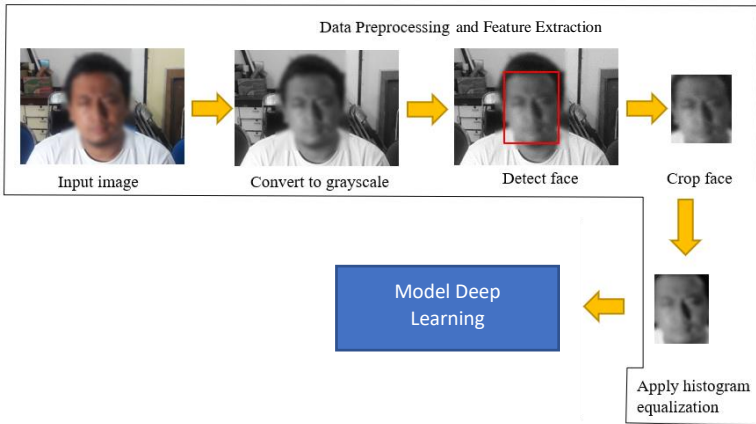 Data Preprocessing and Feature Extraction
Input image
Convert to grayscale
Detect face
Crop face
Model Deep
Learning
Apply histogram
equalization